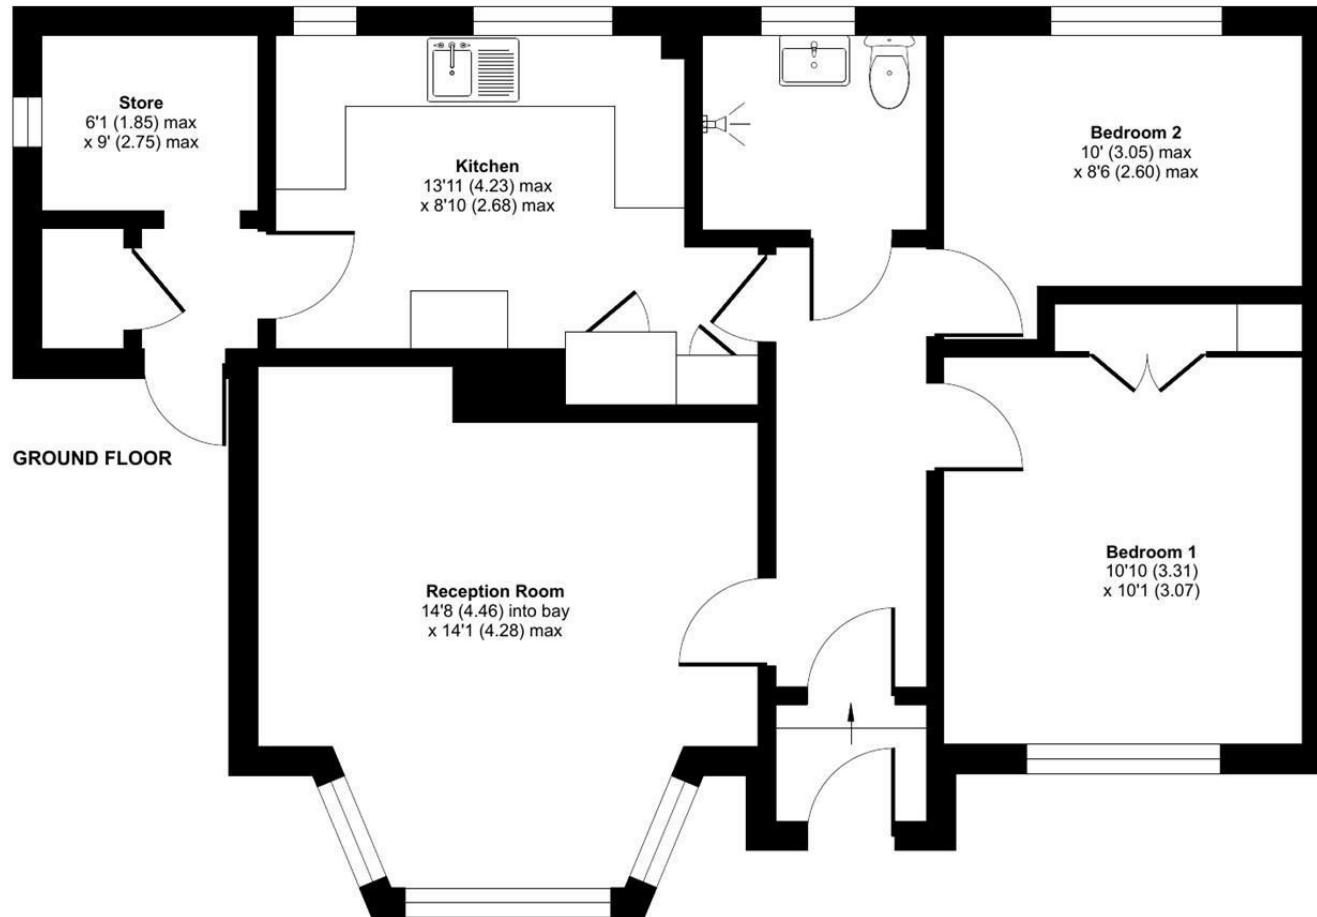 Store
6'1 (1.85) max
x 9' (2.75) max
Kitchen
13'11 (4.23) max
x 8'10 (2.68) max
Bedroom 2
10' (3.05) max
x 8'6 (2.60) max
GROUND FLOOR
Reception Room
14'8 (4.46) into bay
x 14'1 (4.28) max
Bedroom 1
10'10 (3.31)
x 10'1 (3.07)